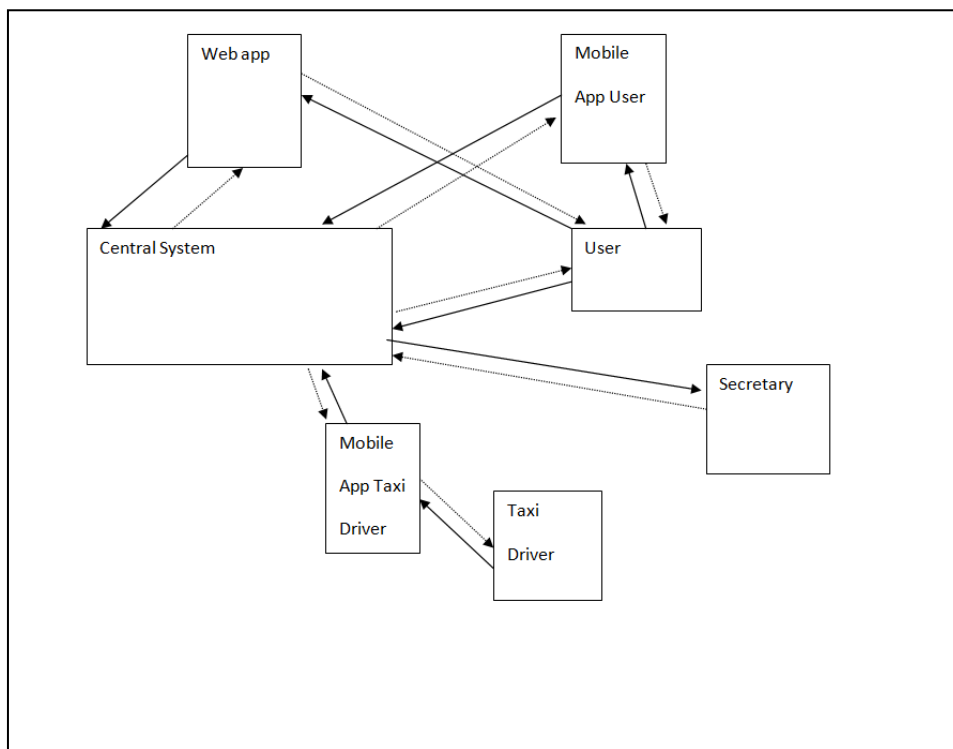 Web app
Mobile
App User
Central System
User
Secretary
Mobile
App Taxi
Driver
Taxi
Driver